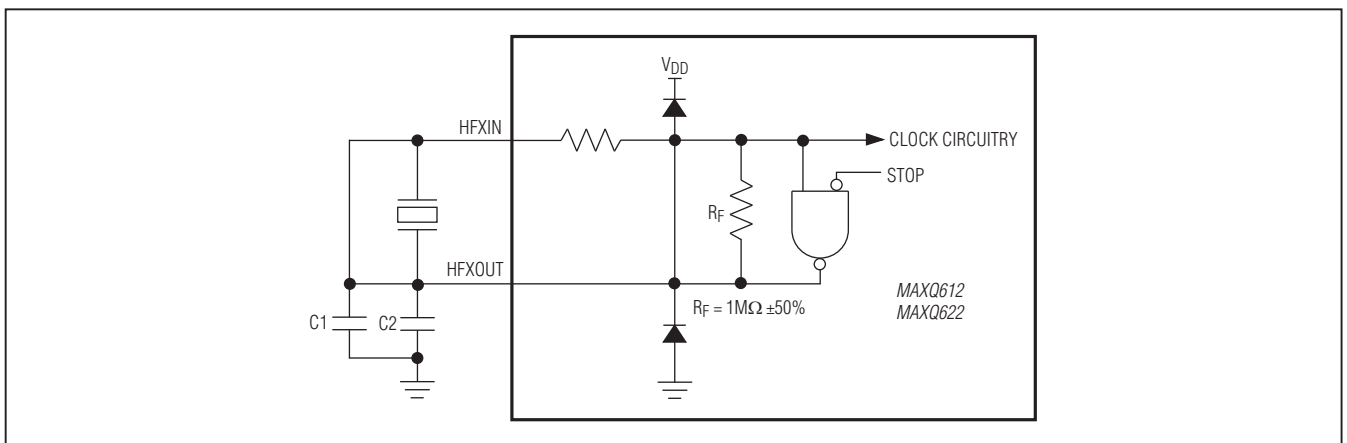 VDD
HFXIN
CLOCK CIRCUITRY
STOP
RF
HFXOUT
RF = 1MΩ ±50%
MAXQ612
MAXQ622
C1
C2